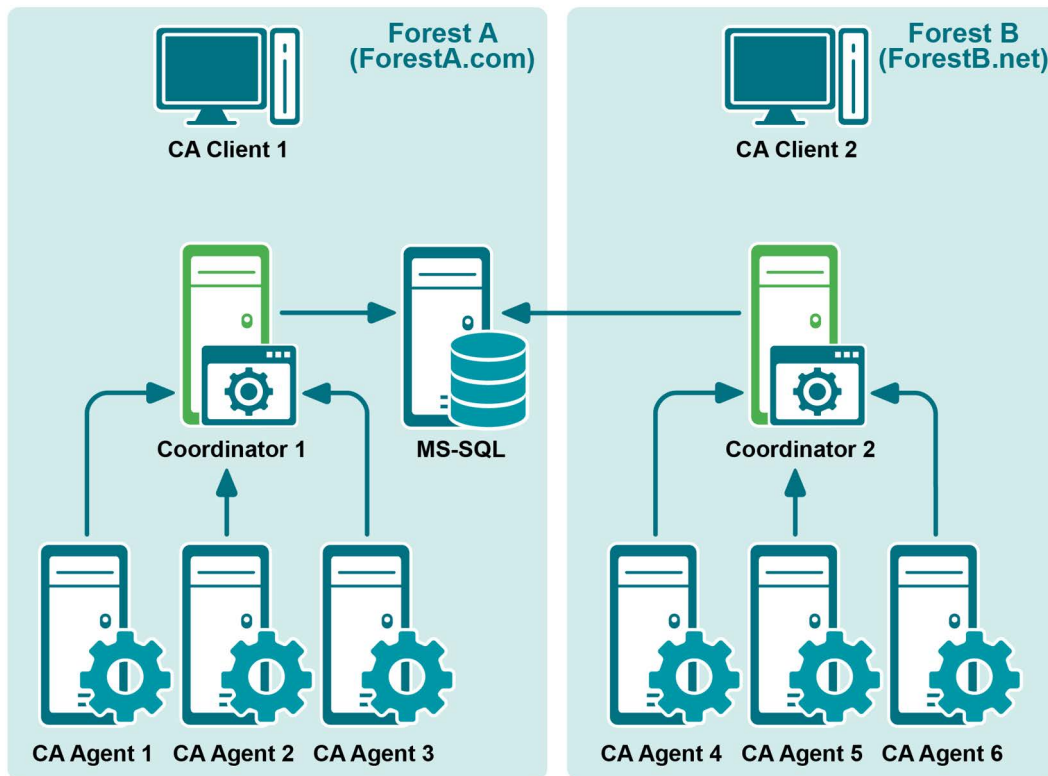 Forest A
(ForestA.com)
CA Client 1
Coordinator 1
MS-SQL
CA Agent 1
CA Agent 2
CA Agent 3
Forest B
(ForestB.net)
CA Client 2
Coordinator 2
CA Agent 4
CA Agent 5
CA Agent 6